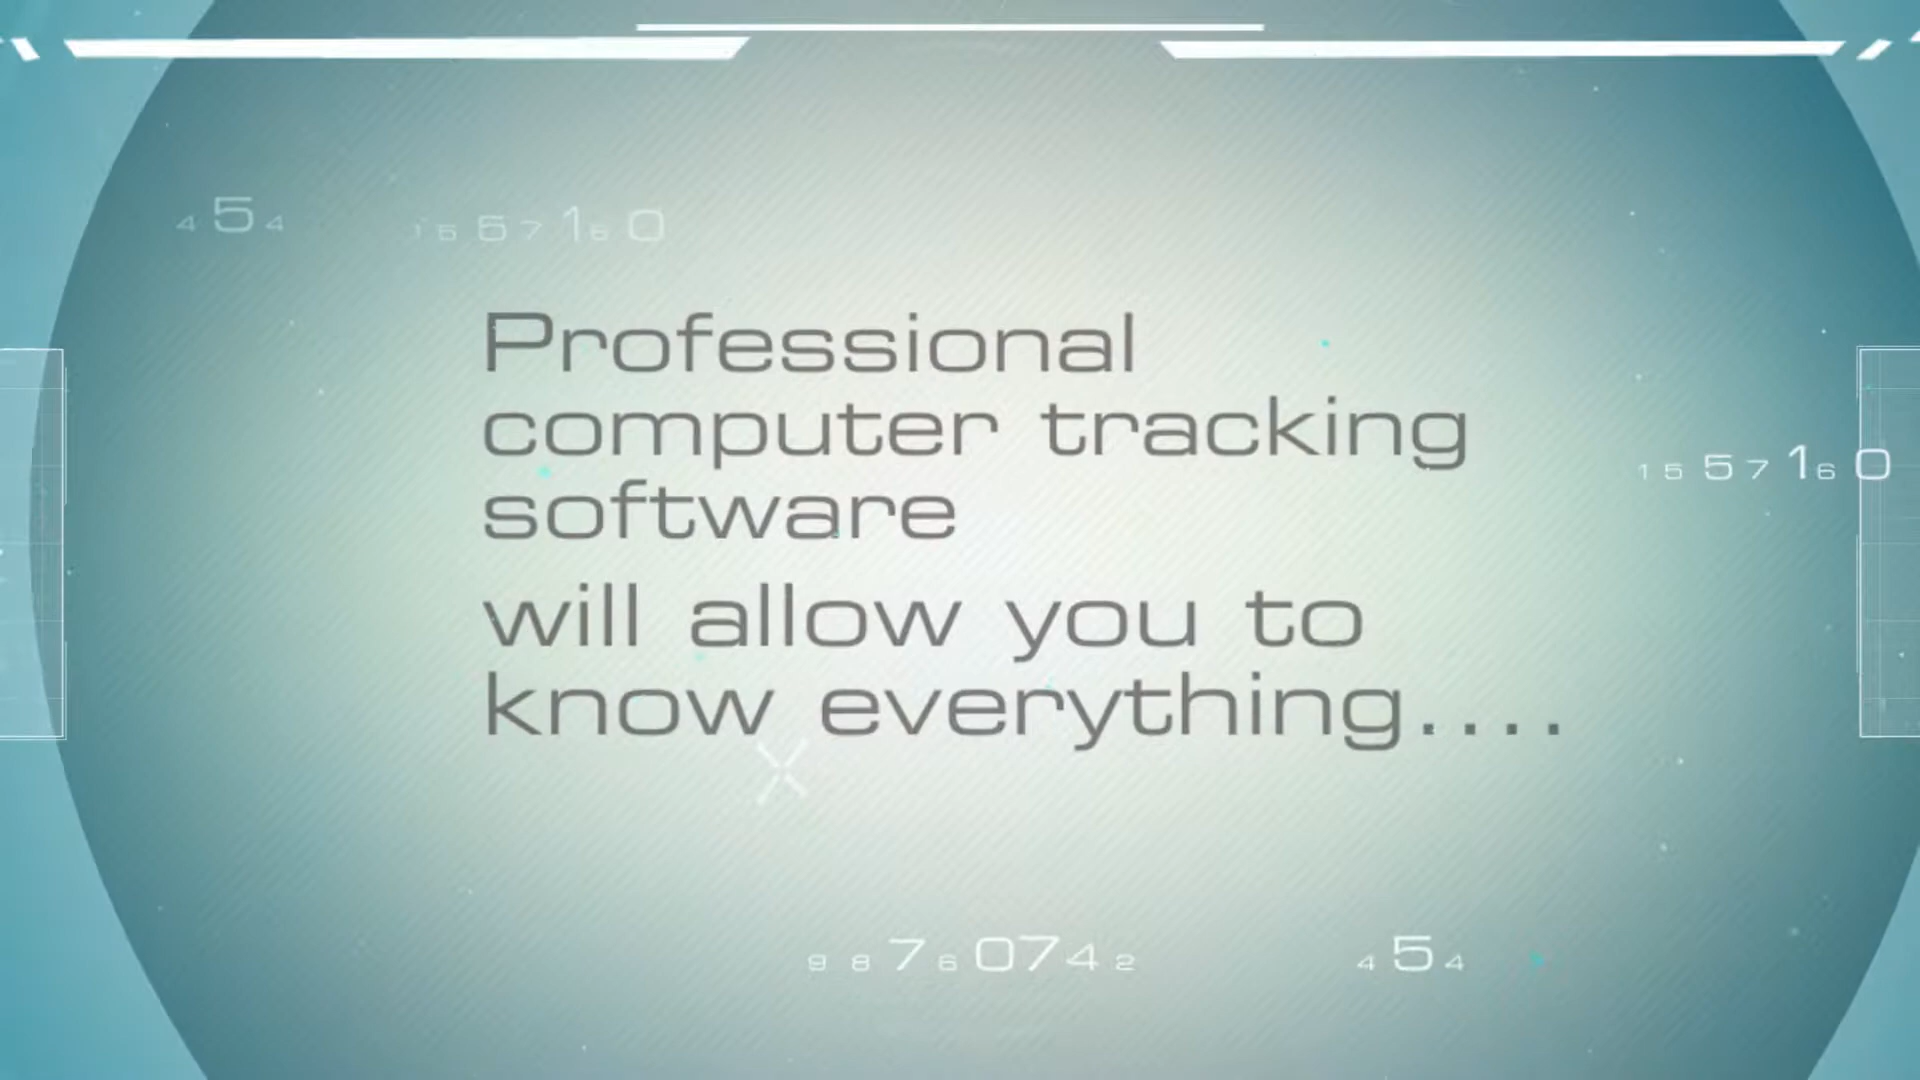 4 5 4
1 5 5 7 1 6 0
Professional
computer tracking
software
1 5 5 7 1 6 0
will allow you to
know everything....
9 8 7 6 0 7 4 2
4 5 4